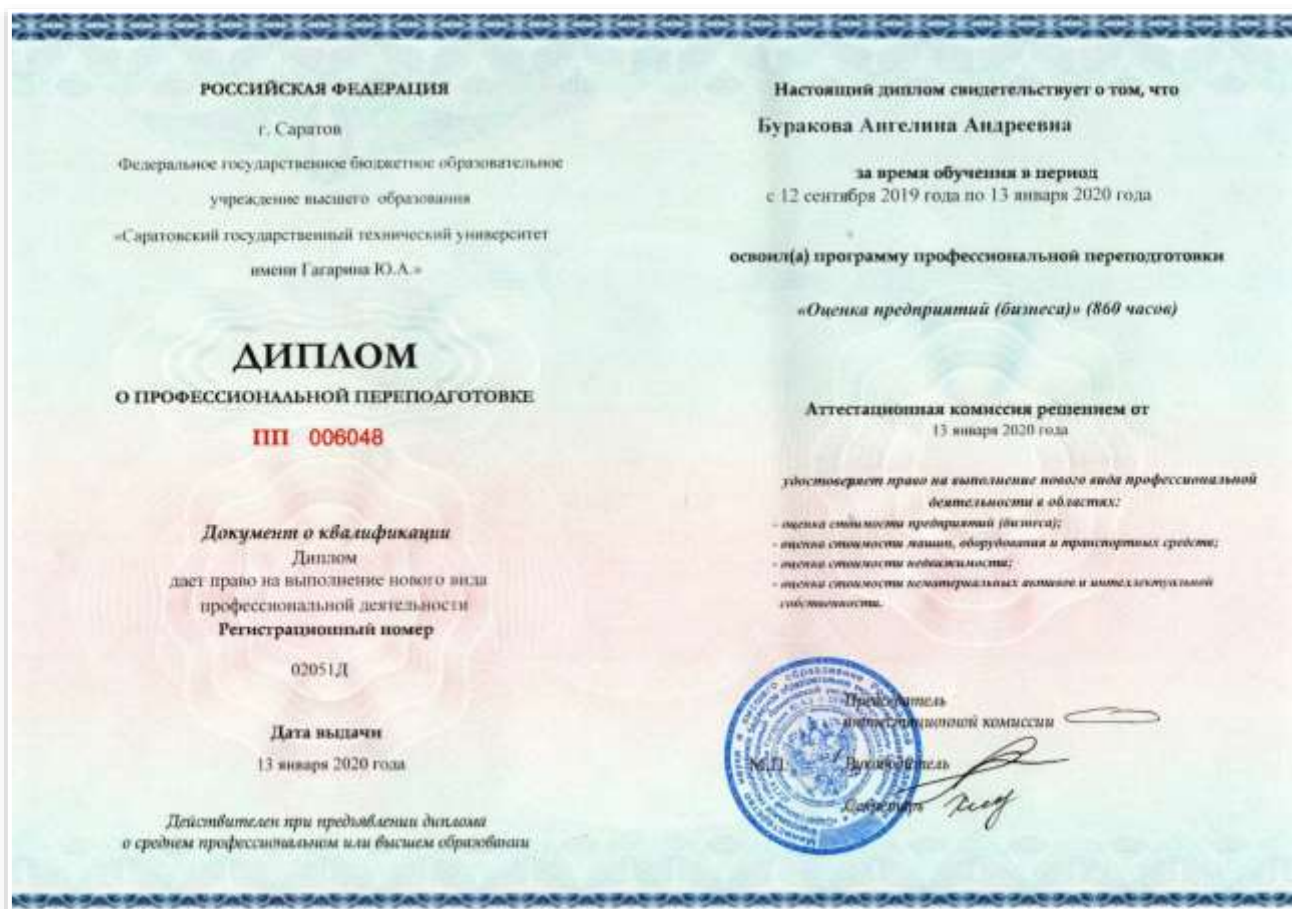 РОССИЙСКАЯ ФЕДЕРАЦИЯ
г. Саратов
Федеральное государственное бюджетное образовательное
учреждение высшего образования
«Саратовский государственный технический университет
имени Гагарина Ю.А.»
ДИПЛОМ
О ПРОФЕССИОНАЛЬНОЙ ПЕРЕПОДГОТОВКЕ
ПП 006048
Документ о квалификации
Диплом
дает право на выполнение нового вида
профессиональной деятельности
Регистрационный номер
02051Д
Дата выдачи
13 января 2020 года
Действителен при предъявлении диплома
о среднем профессиональном или высшем образовании
Настоящий диплом свидетельствует о том, что
Буракова Ангелина Андреевна
за время обучения в период
с 12 сентября 2019 года по 13 января 2020 года
освоил(а) программу профессиональной переподготовки
«Оценка предприятий (бизнеса)» (860 часов)
Аттестационная комиссия решением от
13 января 2020 года
удостоверяет право на выполнение нового вида профессиональной
деятельности в областях:
- оценка стоимости предприятий (бизнеса);
- оценка стоимости машин, оборудования и транспортных средств;
- оценка стоимости недвижимости;
- оценка стоимости нематериальных активов и интеллектуальной
собственности.
Председатель
аттестационной комиссии
М.П.
Руководитель
Секретарь